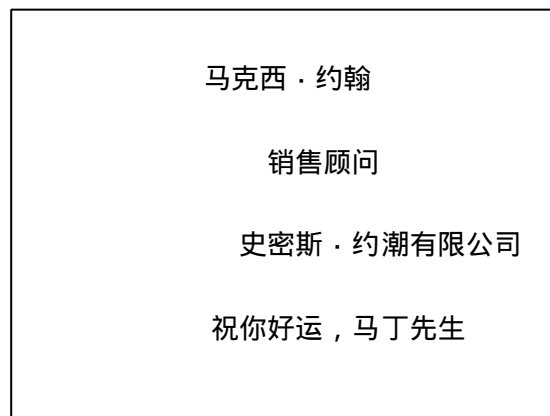 马克西·约翰
销售顾问
史密斯·约潮有限公司
祝你好运，马丁先生